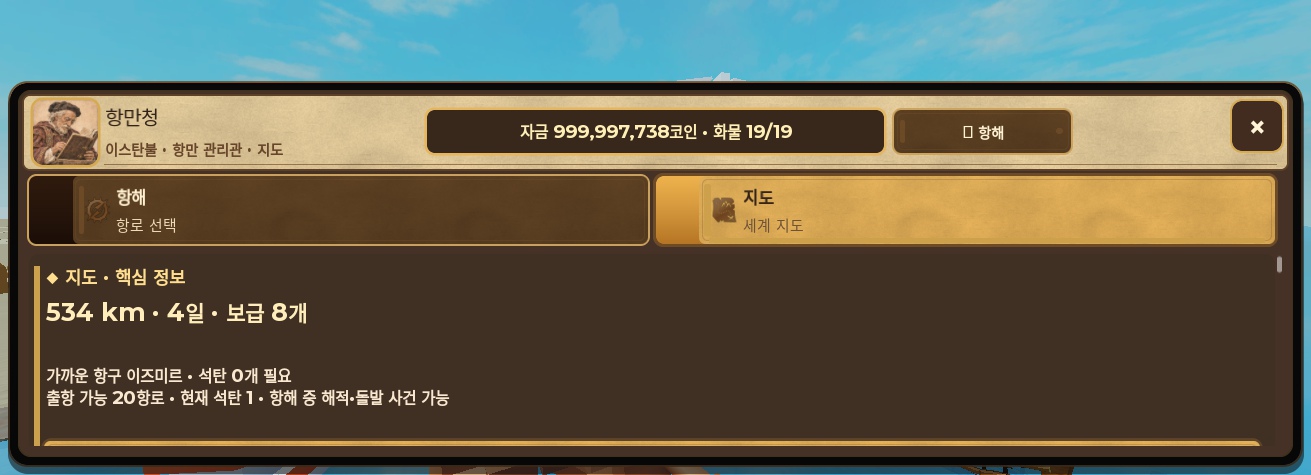 항만청
이스탄불 • 항만 관리관 • 지도
자금 999,997,738코인 • 화물 19/19
항해
×
항해
항로 선택
지도
세계 지도
◆ 지도 • 핵심 정보
534 km • 4일 • 보급 8개
가까운 항구 이즈미르 • 석탄 0개 필요
출항 가능 20항로 • 현재 석탄 1 • 항해 중 해적•돌발 사건 가능